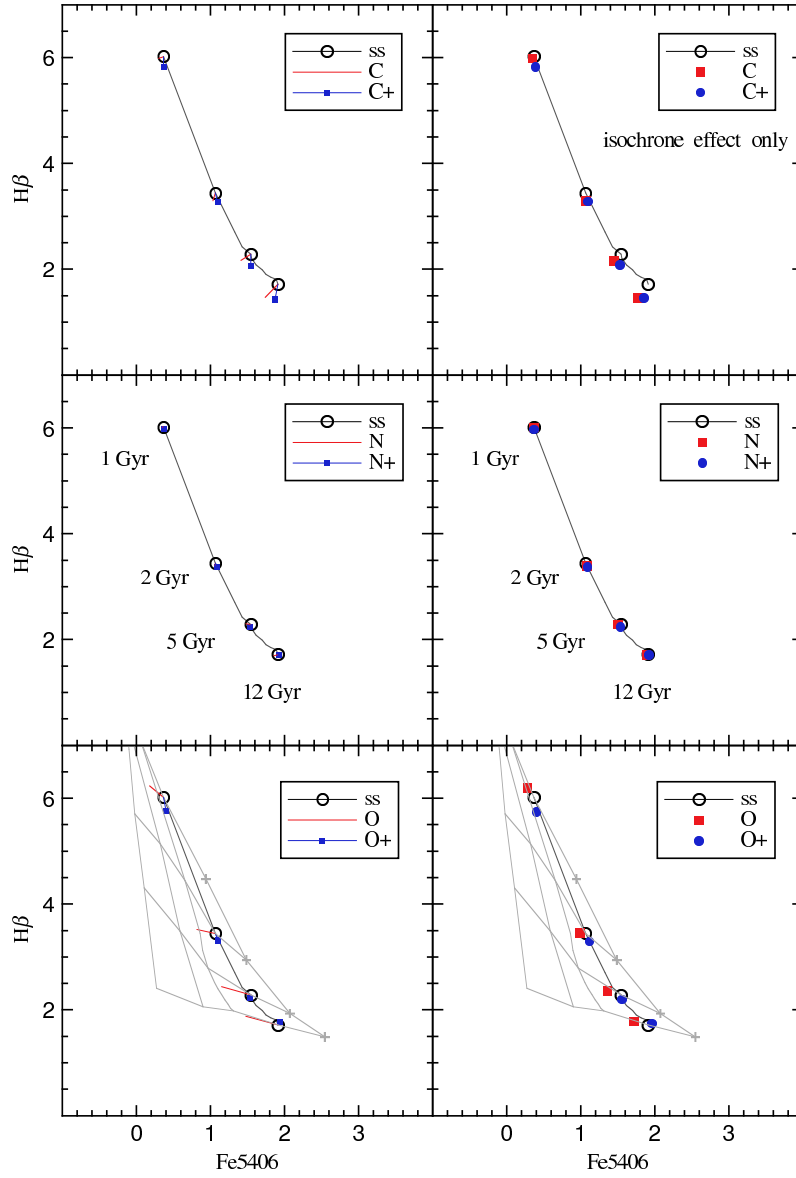 6
4
2
Hβ
ss
C
C+
ss
C
C+
isochrone effect only
6
4
2
Hβ
ss
N
N+
1 Gyr
2 Gyr
5 Gyr
12 Gyr
ss
N
N+
1 Gyr
2 Gyr
5 Gyr
12 Gyr
6
4
2
Hβ
ss
O
O+
ss
O
O+
0 1 2 3
Fe5406
0 1 2 3
Fe5406